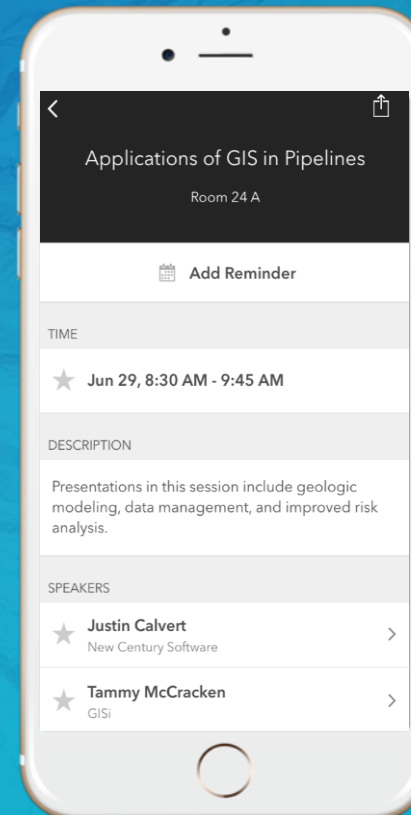 Applications of GIS in Pipelines
Room 24 A
Add Reminder
TIME
Jun 29, 8:30 AM - 9:45 AM
DESCRIPTION
Presentations in this session include geologic
modeling, data management, and improved risk
analysis.
SPEAKERS
Justin Calvert
New Century Software
Tammy McCracken
GISi